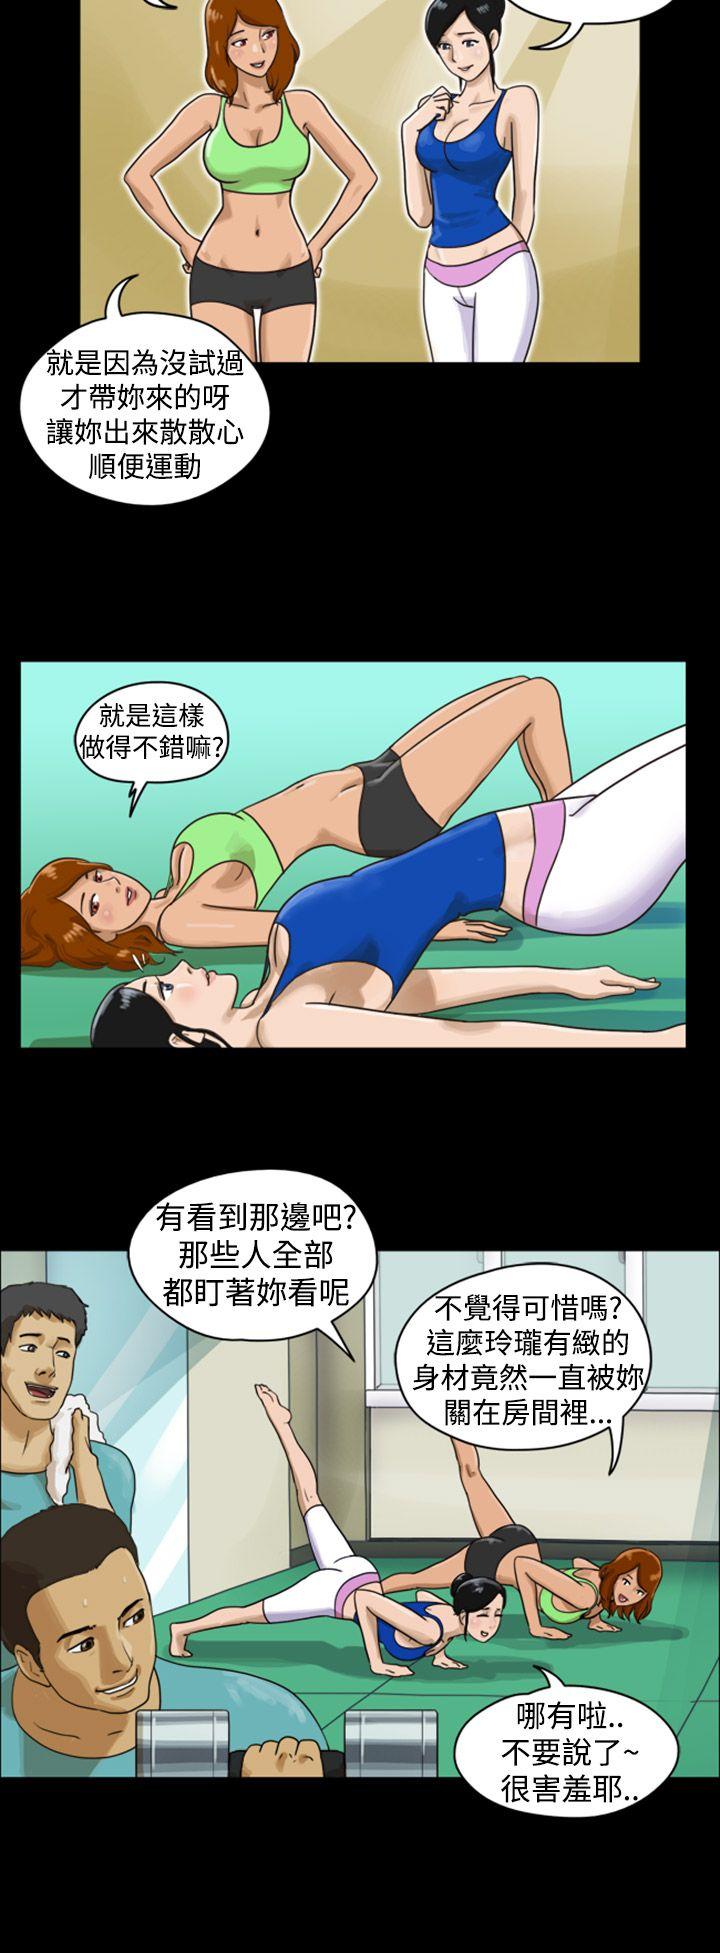 就是因為沒試過
才帶妳來的呀
讓妳出來散散心
順便運動
就是這樣
做得不錯嘛?
有看到那邊吧?
那些人全部
都盯著妳看呢
不覺得可惜嗎?
這麼玲瓏有緻的
身材竟然一直被妳
關在房間裡...
哪有啦..
不要說了~
很害羞耶..